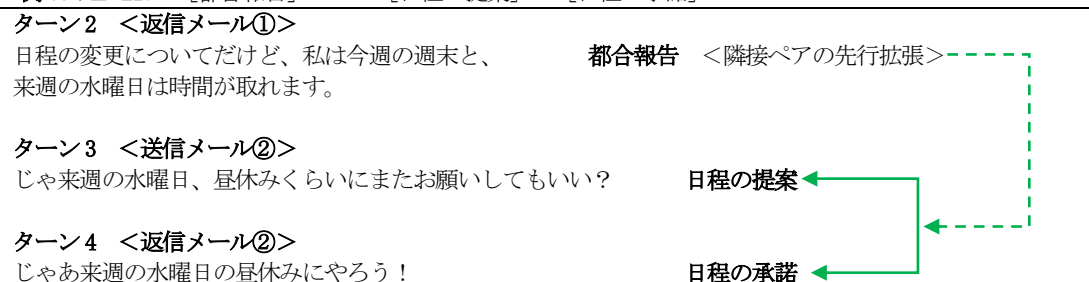 ターン2 <返信メール①>
日程の変更についてだけど、私は今週の週末と、 都合報告 <隣接ペアの先行拡張>
来週の水曜日は時間が取れます。
ターン3 <送信メール②>
じゃ来週の水曜日、昼休みくらいにまたお願いしてもいい？ 日程の提案
ターン4 <返信メール②>
じゃあ来週の水曜日の昼休みにやろう！ 日程の承諾